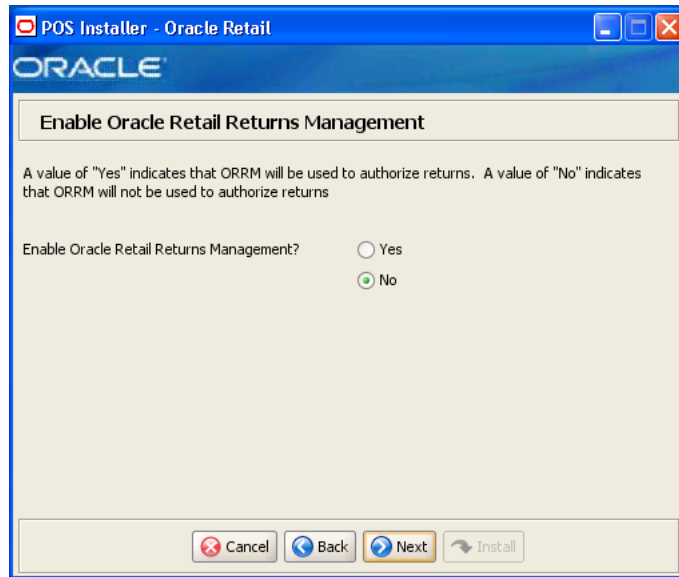 POS Installer - Oracle Retail
ORACLE
Enable Oracle Retail Returns Management
A value of "Yes" indicates that ORRM will be used to authorize returns. A value of "No" indicates
that ORRM will not be used to authorize returns
Enable Oracle Retail Returns Management?
Yes
No
Cancel Back Next Install